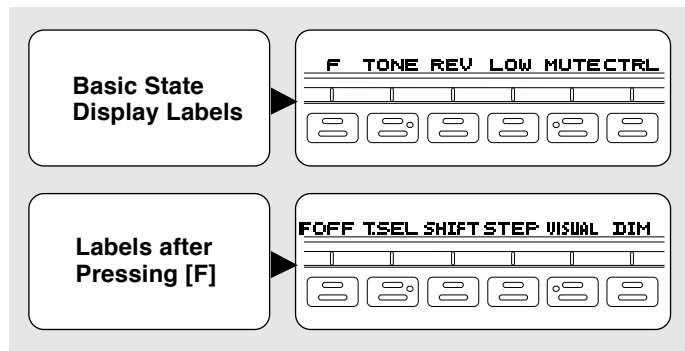 Basic State
Display Labels
F TONE REV LOW MUTE CTRL
Labels after
Pressing [F]
F.OFF T.SEL SHIFT STEP VISUAL DIM